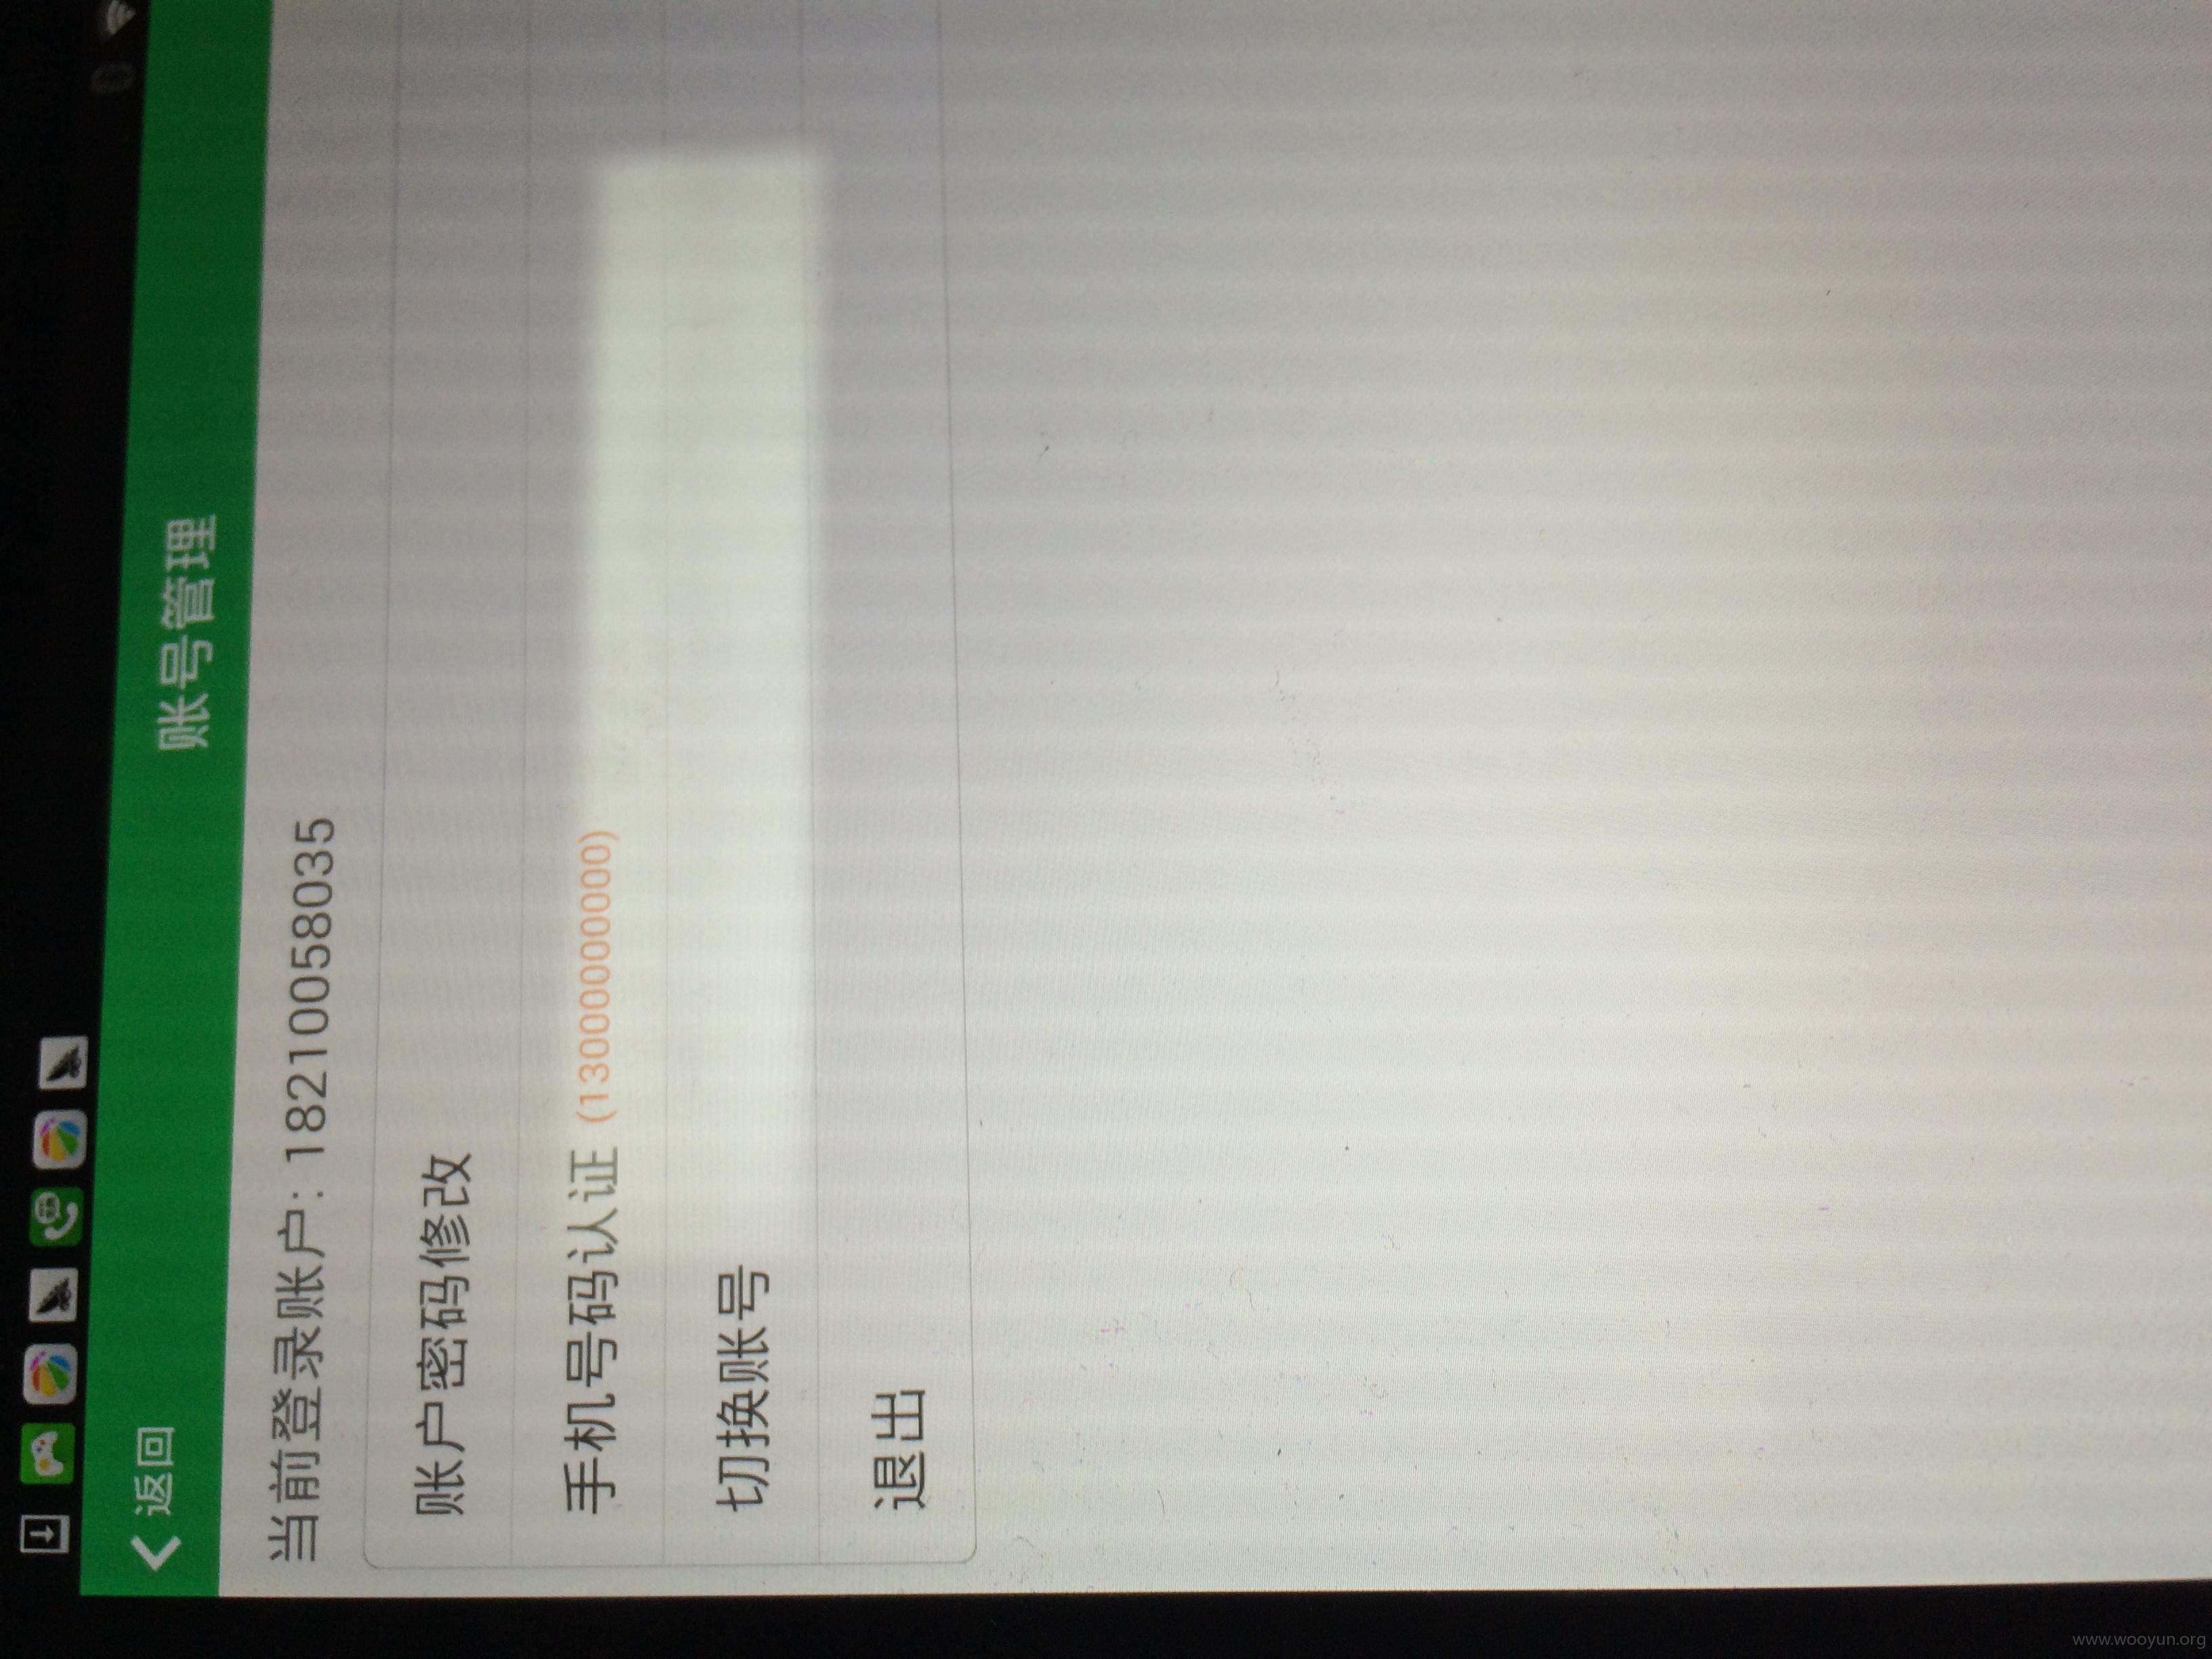 返回
账号管理
当前登录账户: 18210058035
账户密码修改
手机号码认证 (13000000000)
切换账号
退出
www.wooyun.org